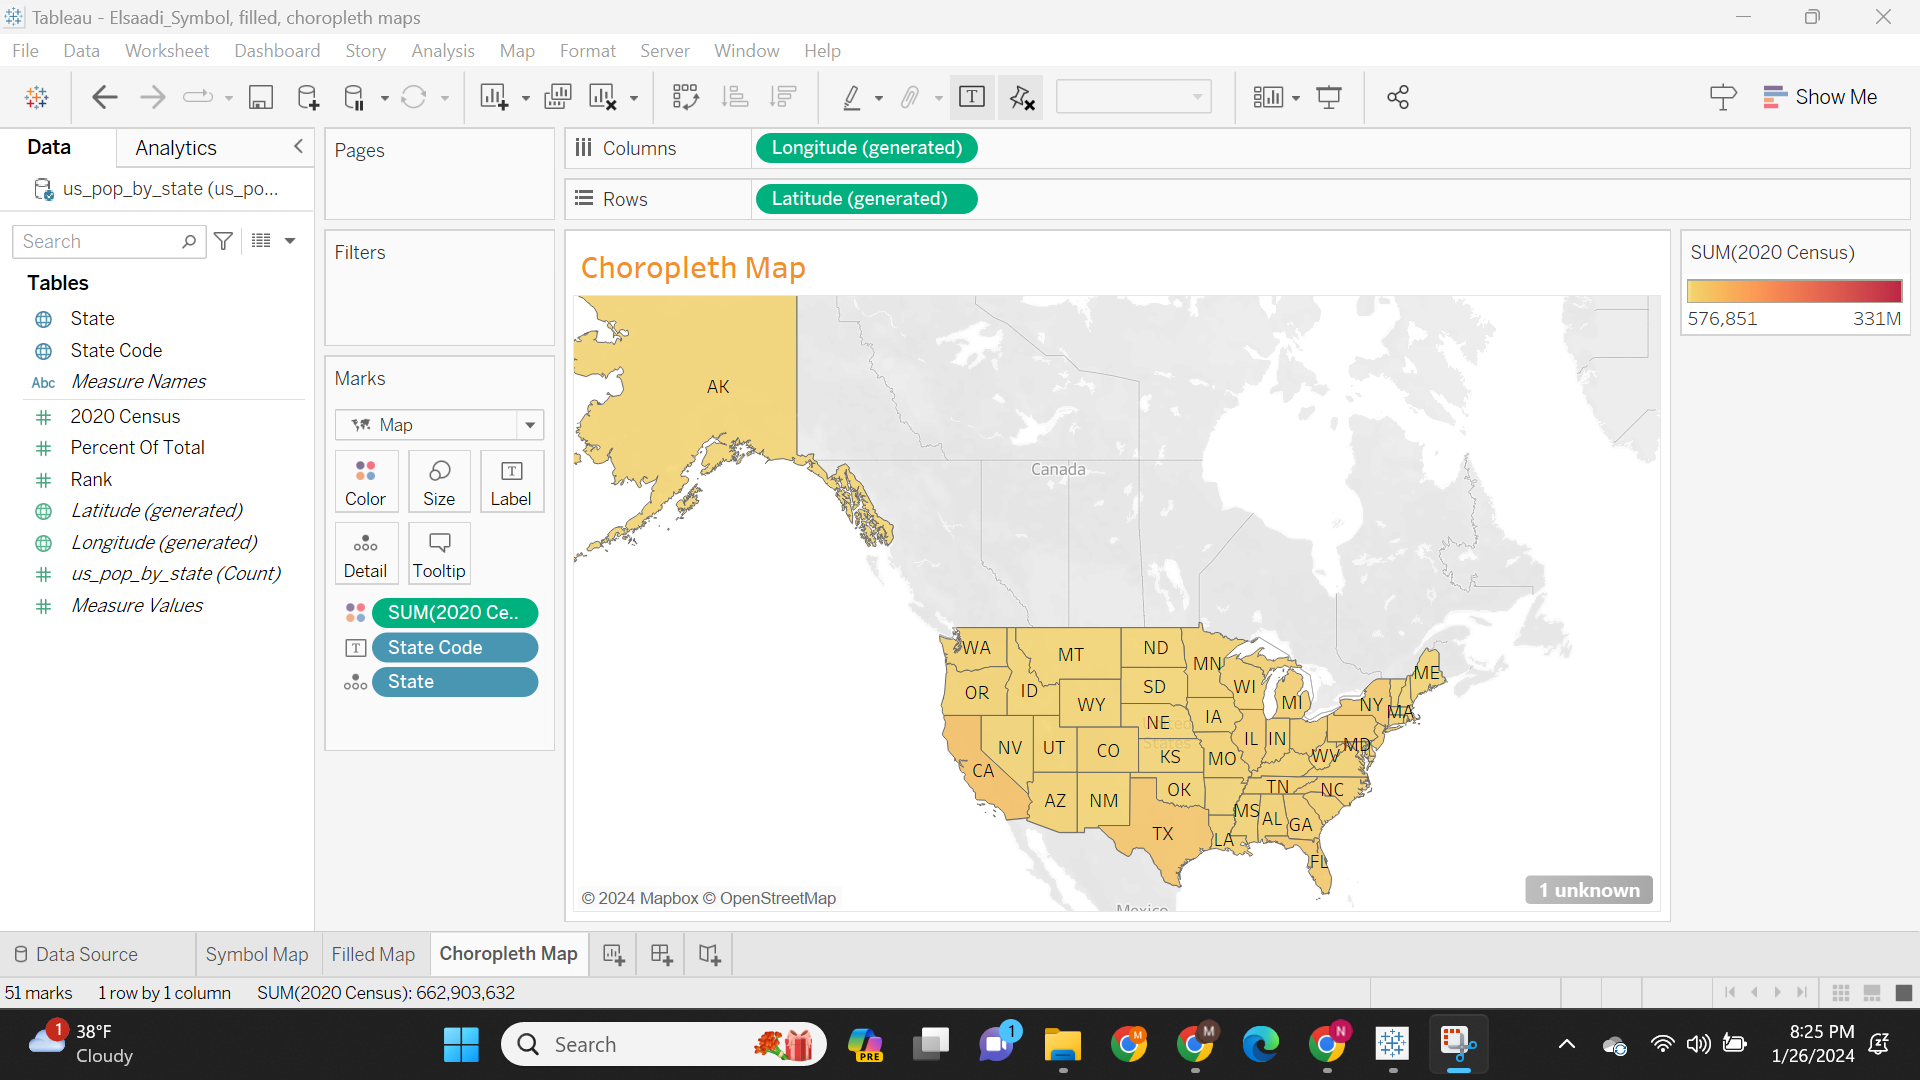 Tableau - Elsaadi_Symbol, filled, choropleth maps
File Data Worksheet Dashboard Story Analysis Map Format Server Window Help
Show Me
Data Analytics
us_pop_by_state (us_po...
Search
Tables
State
State Code
Abc Measure Names
2020 Census
Percent Of Total
Rank
Latitude (generated)
Longitude (generated)
us_pop_by_state (Count)
Measure Values
Pages
Filters
Marks
Map
Color Size Label
Detail Tooltip
SUM(2020 Ce..
State Code
State
Columns Longitude (generated)
Rows Latitude (generated)
Choropleth Map
AK
Canada
WA MT ND MN ME
OR ID WY SD WI MI NY MA
NE IA United States
NV UT CO KS MO IL IN WV MD
CA AZ NM OK TN NC
TX MS AL GA
LA FL
Mexico
© 2024 Mapbox © OpenStreetMap
1 unknown
SUM(2020 Census)
576,851 331M
Data Source Symbol Map Filled Map Choropleth Map
51 marks 1 row by 1 column SUM(2020 Census): 662,903,632
1 38°F
Cloudy
Search
PRE
1
M
M
N
8:25 PM
1/26/2024